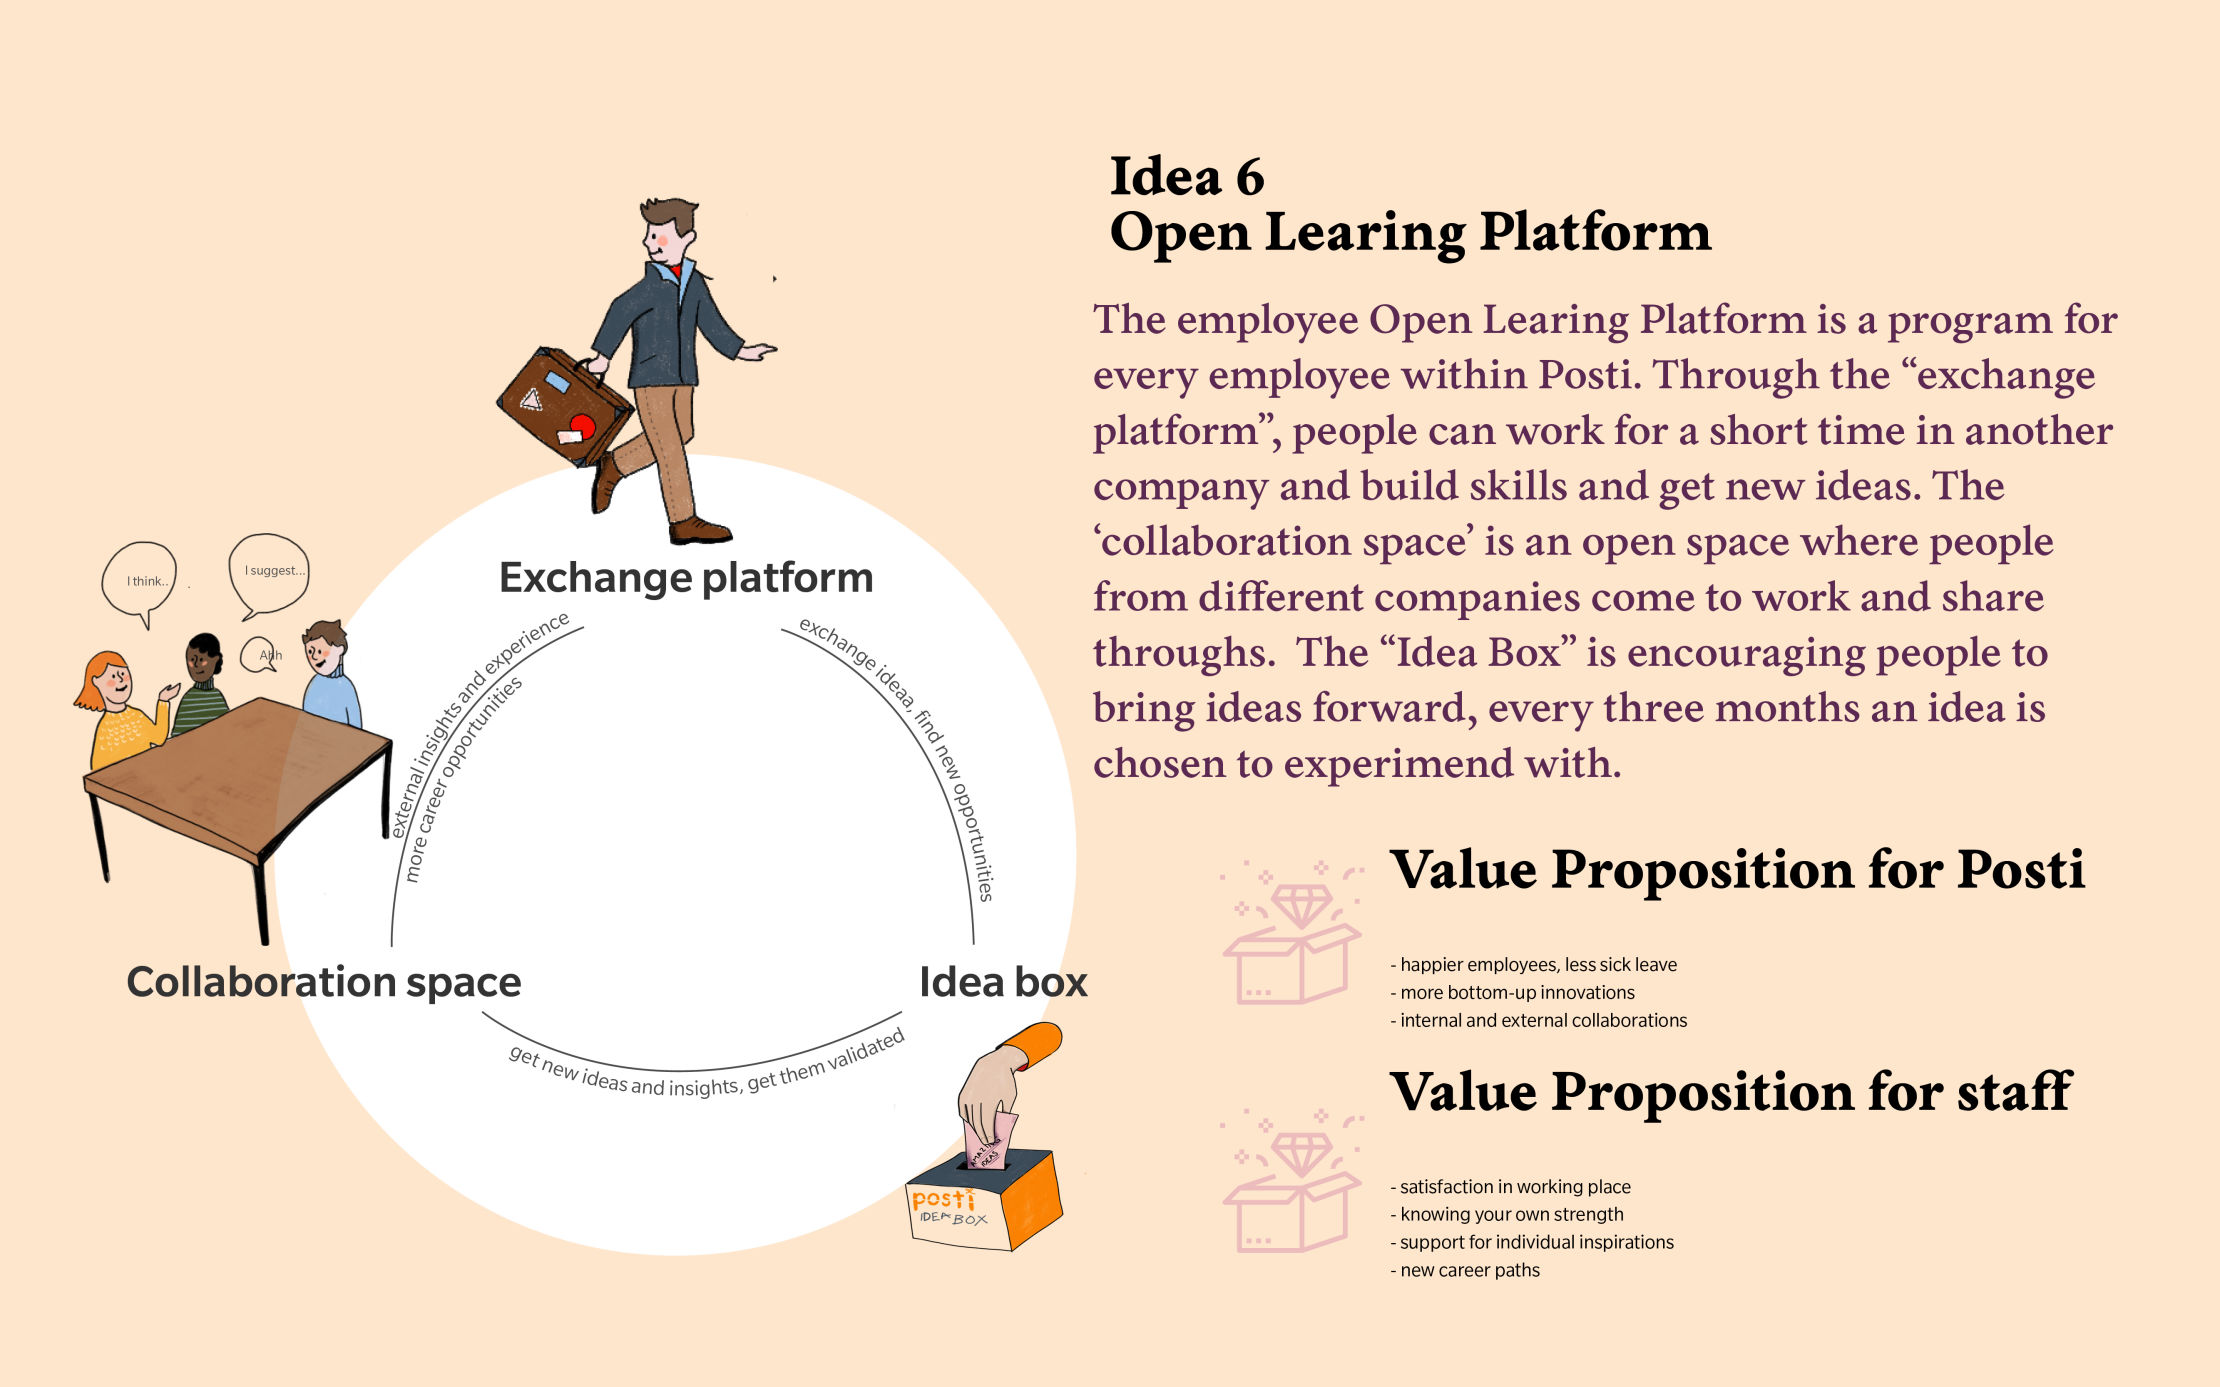 Idea 6
Open Learing Platform
The employee Open Learing Platform is a program for
every employee within Posti. Through the “exchange
platform”, people can work for a short time in another
company and build skills and get new ideas. The
‘collaboration space’ is an open space where people
from different companies come to work and share
throughs.  The “Idea Box” is encouraging people to
bring ideas forward, every three months an idea is
chosen to experimend with.
Value Proposition for Posti
- happier employees, less sick leave
- more bottom-up innovations
- internal and external collaborations
Value Proposition for staff
- satisfaction in working place
- knowing your own strength
- support for individual inspirations
- new career paths
Exchange platform
external insights and experience
more career opportunities
exchange ideaa, find new opportunities
I think..
I suggest...
Ahh
Collaboration space
Idea box
get new ideas and insights, get them validated
AMAZING
IDEAS
posti
IDEA BOX